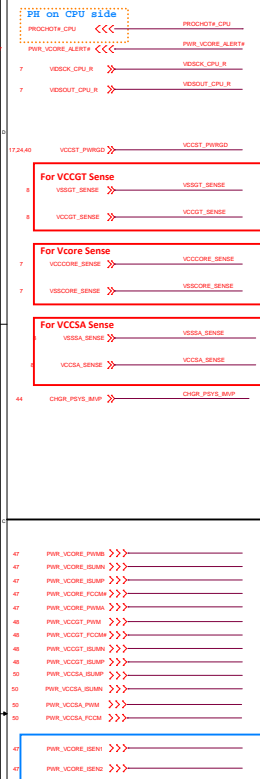 PH on CPU side
PROCHOT#_CPU PROCHOT#_CPU
PWR_VCORE_ALERT# PWR_VCORE_ALERT#
7 VIDSCK_CPU_R VIDSCK_CPU_R
7 VIDSOUT_CPU_R VIDSOUT_CPU_R
D
17,24,40 VCCST_PWRGD VCCST_PWRGD
For VCCGT Sense
8 VSSGT_SENSE VSSGT_SENSE
8 VCCGT_SENSE VCCGT_SENSE
For Vcore Sense
7 VCCCORE_SENSE VCCCORE_SENSE
7 VSSCORE_SENSE VSSCORE_SENSE
For VCCSA Sense
VSSSA_SENSE VSSSA_SENSE
8 VCCSA_SENSE VCCSA_SENSE
44 CHGR_PSYS_IMVP CHGR_PSYS_IMVP
C
47 PWR_VCORE_PWMB
47 PWR_VCORE_ISUMN
47 PWR_VCORE_ISUMP
47 PWR_VCORE_FCCM#
47 PWR_VCORE_PWMA
48 PWR_VCCGT_PWM
48 PWR_VCCGT_FCCM#
48 PWR_VCCGT_ISUMN
48 PWR_VCCGT_ISUMP
50 PWR_VCCSA_ISUMP
50 PWR_VCCSA_ISUMN
50 PWR_VCCSA_PWM
50 PWR_VCCSA_FCCM
47 PWR_VCORE_ISEN1
47 PWR_VCORE_ISEN2